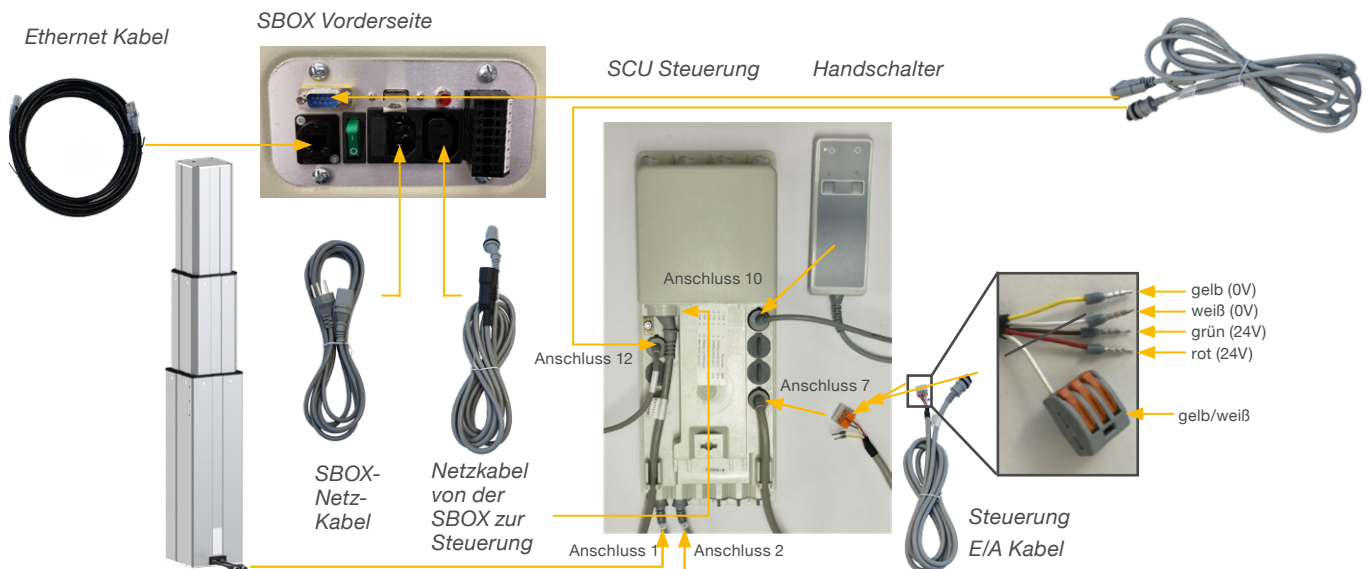 SBOX Vorderseite
Ethernet Kabel
SCU Steuerung
Handschalter
Anschluss 10
gelb (0V)
weiß (0V)
grün (24V)
rot (24V)
Anschluss 12
Anschluss 7
gelb/weiß
SBOX-
Netz-
Kabel
Netzkabel
von der
SBOX zur
Steuerung
Steuerung
E/A Kabel
Anschluss 1
Anschluss 2